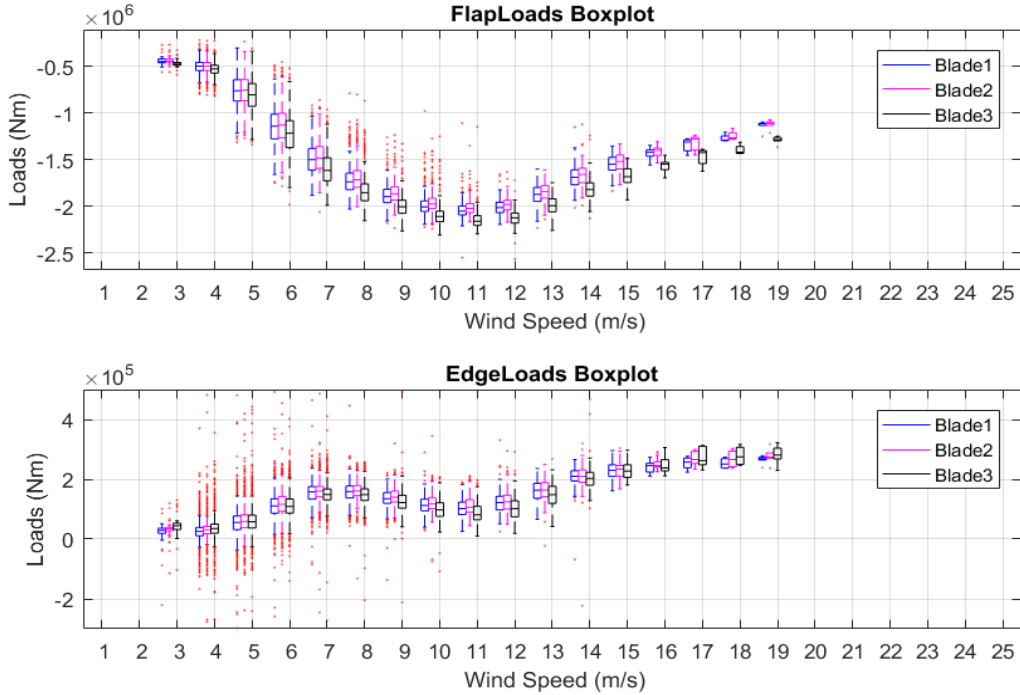 FlapLoads Boxplot
×10^6
-0.5
-1
-1.5
-2
-2.5
Loads (Nm)
Blade1
Blade2
Blade3
1 2 3 4 5 6 7 8 9 10 11 12 13 14 15 16 17 18 19 20 21 22 23 24 25
Wind Speed (m/s)
EdgeLoads Boxplot
×10^5
4
2
0
-2
Loads (Nm)
Blade1
Blade2
Blade3
1 2 3 4 5 6 7 8 9 10 11 12 13 14 15 16 17 18 19 20 21 22 23 24 25
Wind Speed (m/s)